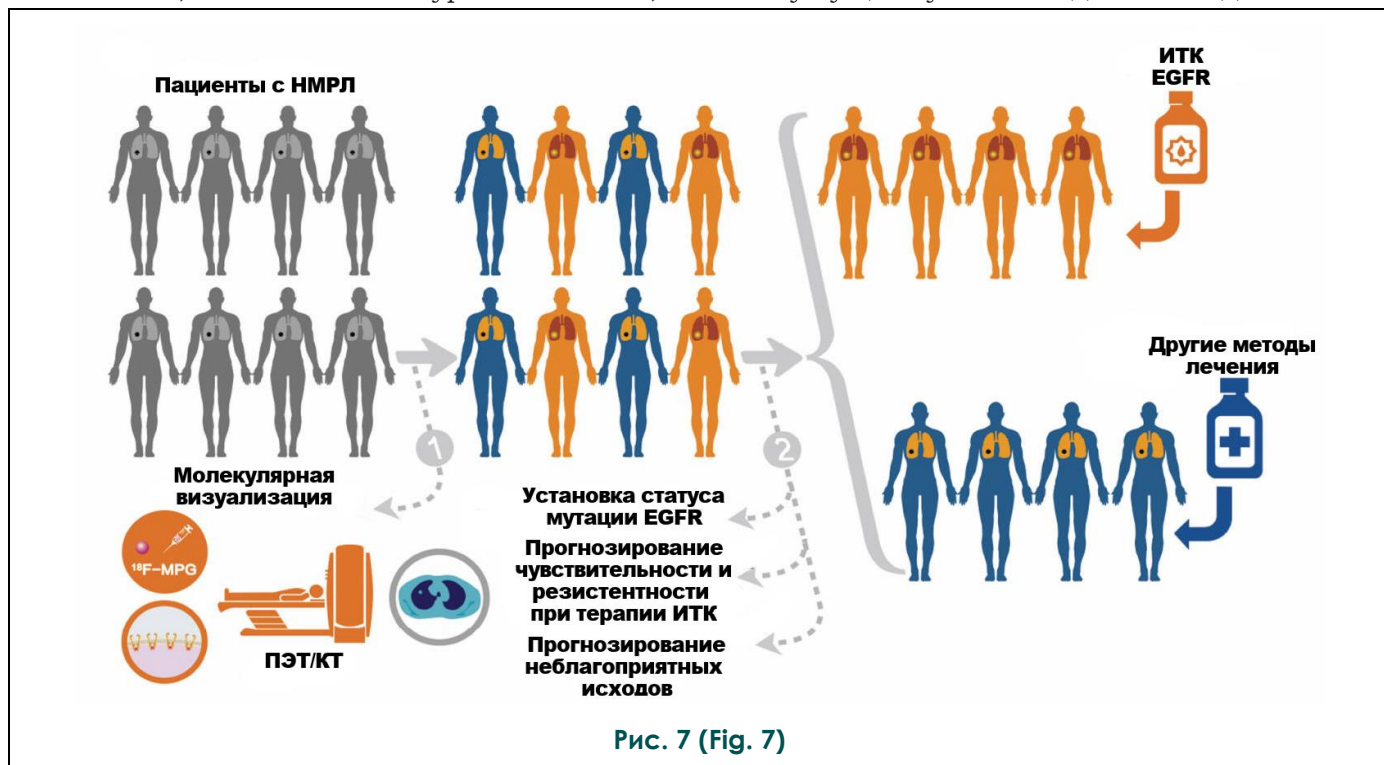 Пациенты с НМРЛ
ИТК
EGFR
Другие методы
лечения
1
2
Молекулярная
визуализация
¹⁸F-MPG
ПЭТ/КТ
Установка статуса
мутации EGFR
Прогнозирование
чувствительности и
резистентности
при терапии ИТК
Прогнозирование
неблагоприятных
исходов
Рис. 7 (Fig. 7)